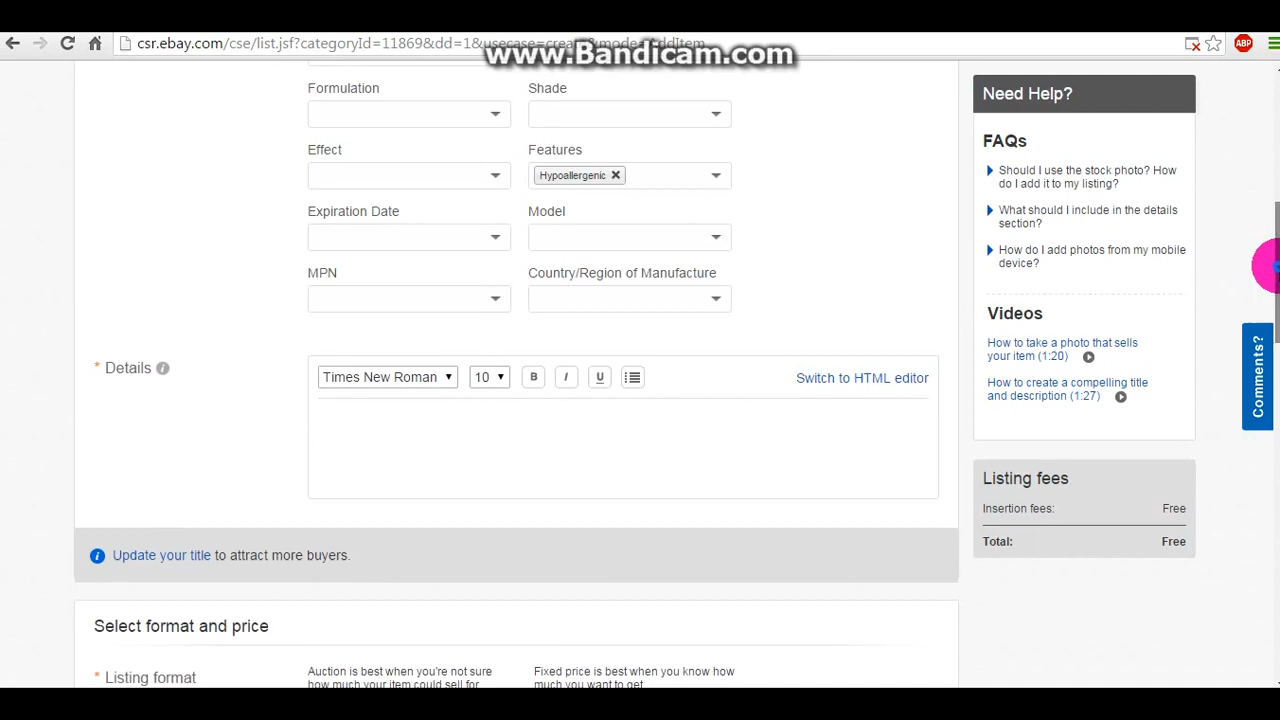 csr.ebay.com/cse/list.jsf?categoryId=11869&dd=1&usecase=crea
www.Bandicam.com
ABP
Formulation
Shade
Effect
Features
Hypoallergenic
Expiration Date
Model
MPN
Country/Region of Manufacture
* Details
Times New Roman
10
B
I
U
Switch to HTML editor
Update your title to attract more buyers.
Select format and price
* Listing format
Auction is best when you're not sure
how much your item could sell for
Fixed price is best when you know how
much you want to get
Need Help?
FAQs
Should I use the stock photo? How
do I add it to my listing?
What should I include in the details
section?
How do I add photos from my mobile
device?
Videos
How to take a photo that sells
your item (1:20)
How to create a compelling title
and description (1:27)
Comments?
Listing fees
Insertion fees: Free
Total: Free